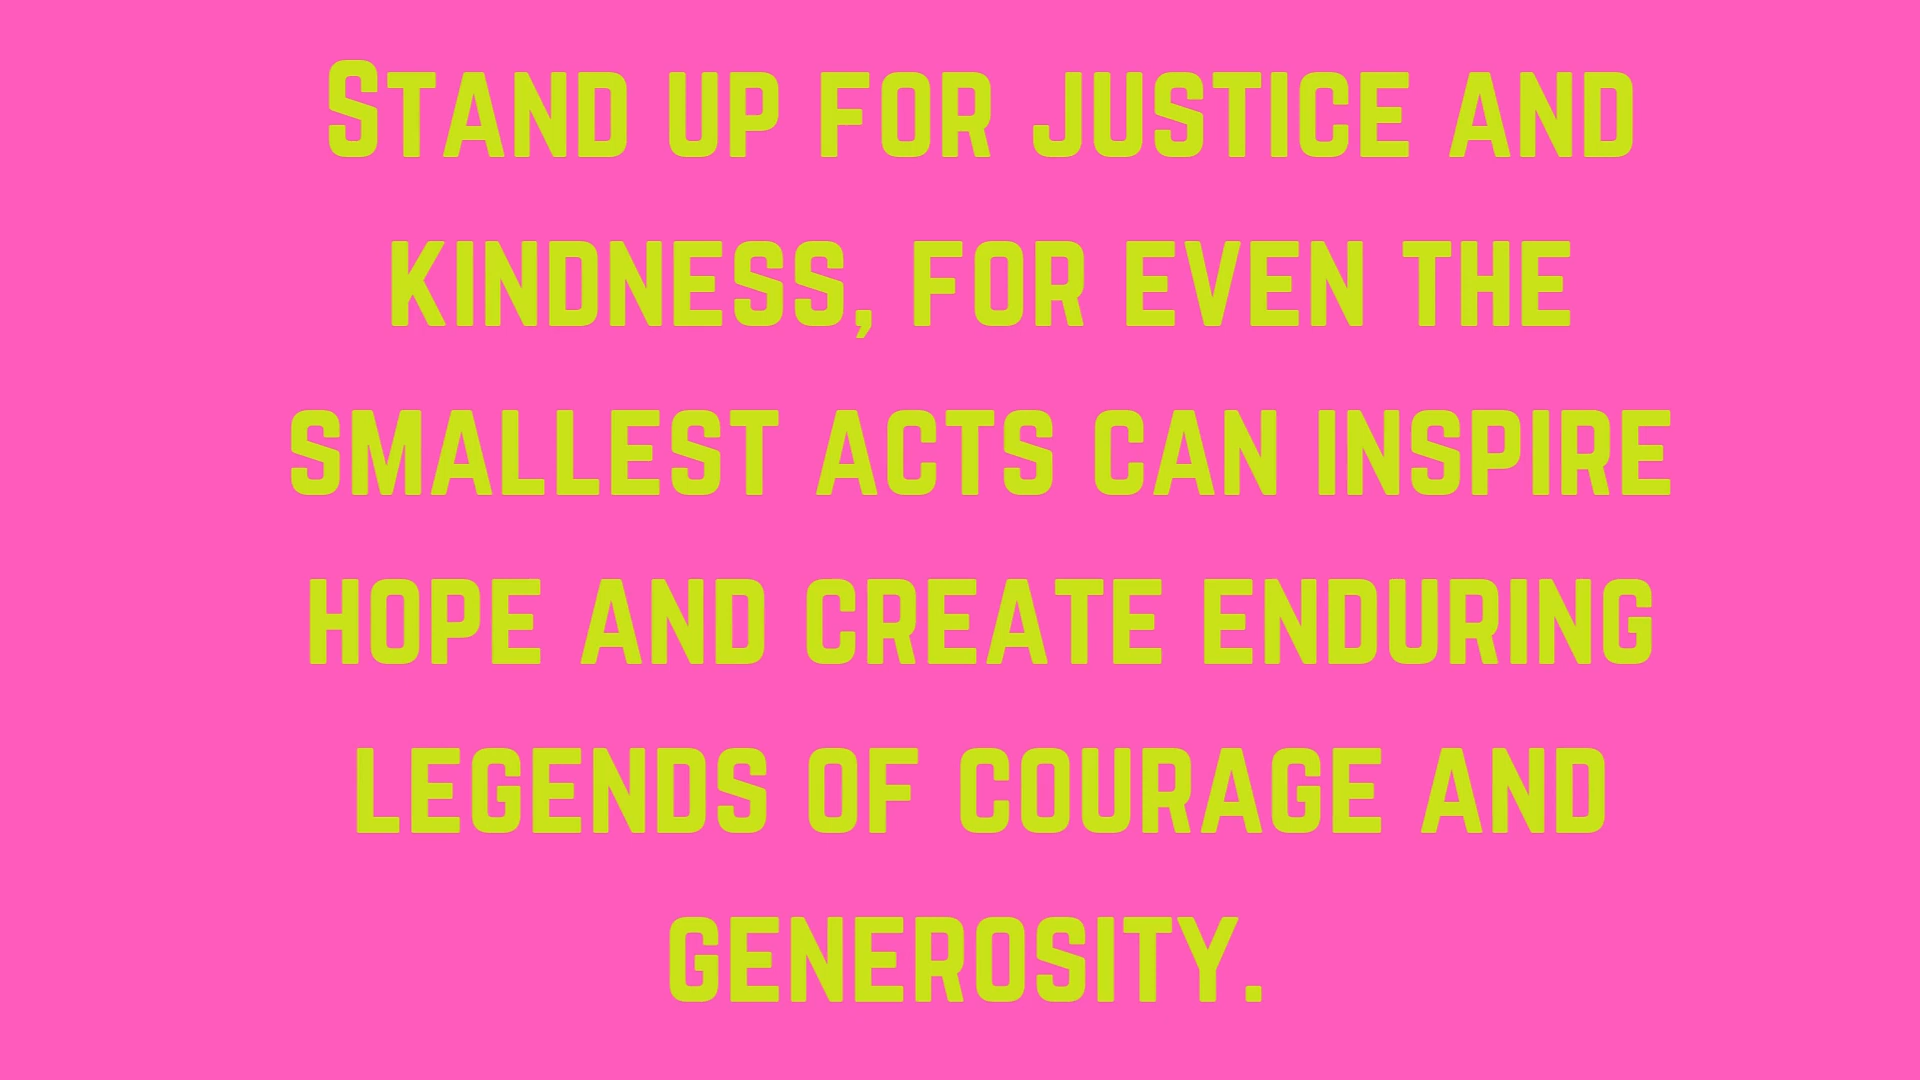 Stand up for justice and
kindness, for even the
smallest acts can inspire
hope and create enduring
legends of courage and
generosity.